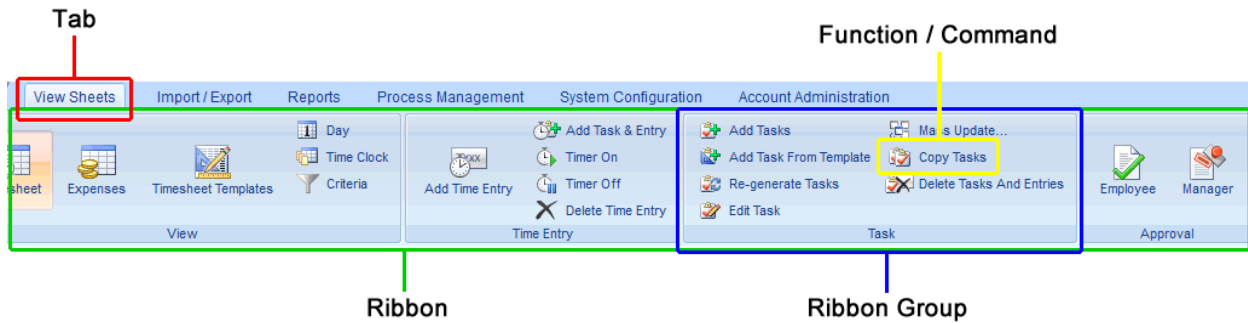 Tab
Function / Command
View Sheets Import / Export Reports Process Management System Configuration Account Administration
Day Add Task & Entry Add Tasks Mass Update...
Time Clock Timer On Add Task From Template Copy Tasks
sheet Expenses Timesheet Templates Criteria Add Time Entry Timer Off Re-generate Tasks Delete Tasks And Entries Employee Manager
Delete Time Entry Edit Task
View Time Entry Task Approval
Ribbon Ribbon Group